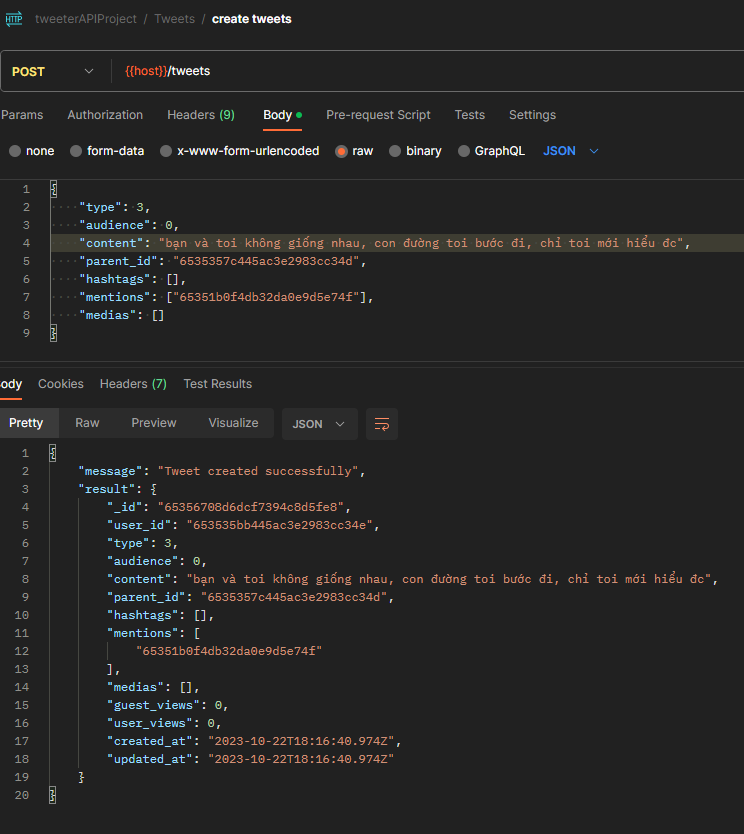 HTTP tweeterAPIProject / Tweets / create tweets
POST {{host}}/tweets
Params Authorization Headers (9) Body Pre-request Script Tests Settings
none form-data x-www-form-urlencoded raw binary GraphQL JSON
1 {
2 "type": 3,
3 "audience": 0,
4 "content": "bạn và toi không giống nhau, con đường toi bước đi, chỉ toi mới hiểu đc",
5 "parent_id": "6535357c445ac3e2983cc34d",
6 "hashtags": [],
7 "mentions": ["65351b0f4db32da0e9d5e74f"],
8 "medias": []
9 }
ody Cookies Headers (7) Test Results
Pretty Raw Preview Visualize JSON
1 {
2 "message": "Tweet created successfully",
3 "result": {
4 "_id": "65356708d6dcf7394c8d5fe8",
5 "user_id": "653535bb445ac3e2983cc34e",
6 "type": 3,
7 "audience": 0,
8 "content": "bạn và toi không giống nhau, con đường toi bước đi, chỉ toi mới hiểu đc",
9 "parent_id": "6535357c445ac3e2983cc34d",
10 "hashtags": [],
11 "mentions": [
12 "65351b0f4db32da0e9d5e74f"
13 ],
14 "medias": [],
15 "guest_views": 0,
16 "user_views": 0,
17 "created_at": "2023-10-22T18:16:40.974Z",
18 "updated_at": "2023-10-22T18:16:40.974Z"
19 }
20 }